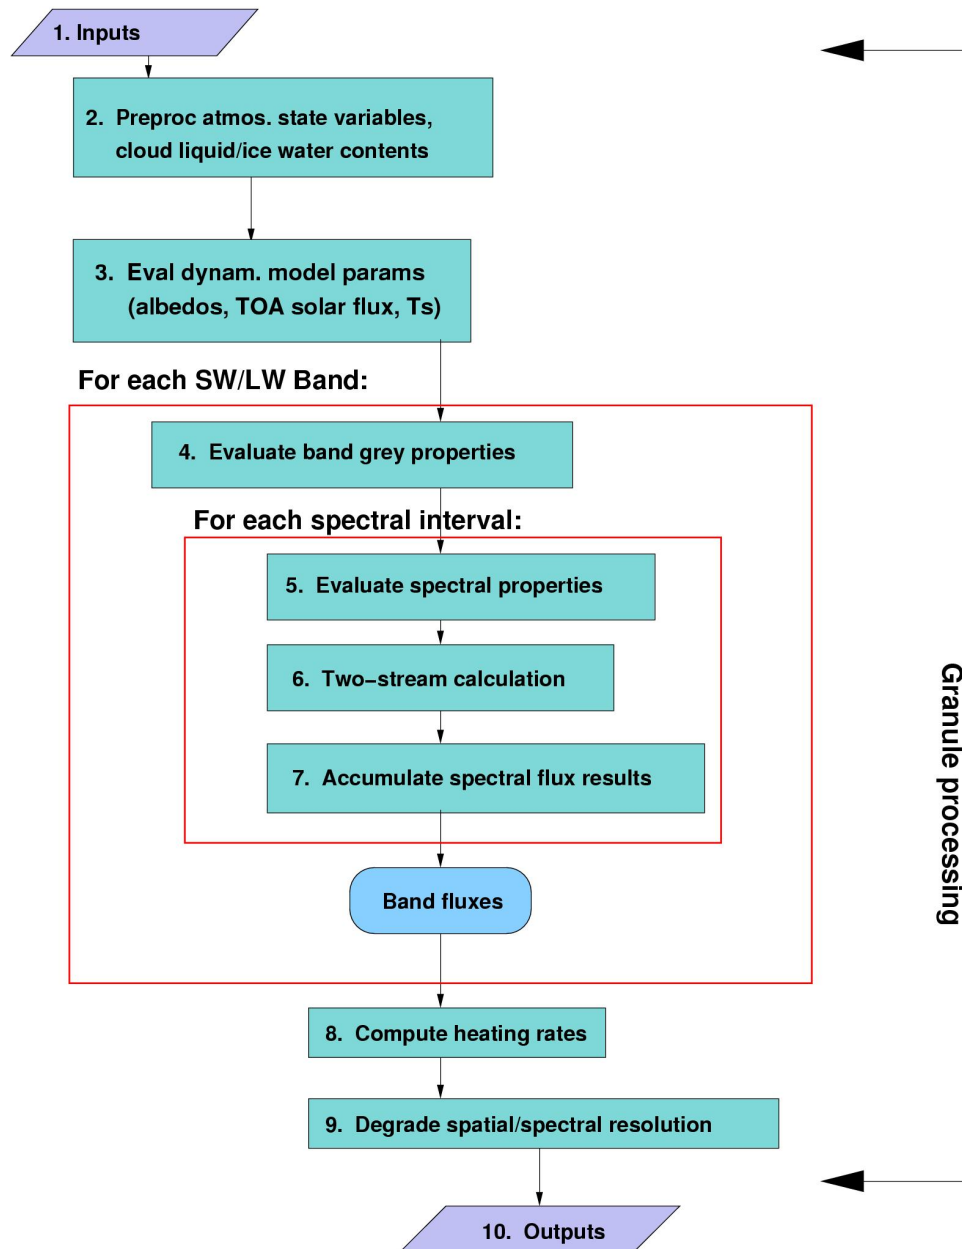 1. Inputs
2. Preproc atmos. state variables,
cloud liquid/ice water contents
3. Eval dynam. model params
(albedos, TOA solar flux, Ts)
For each SW/LW Band:
4. Evaluate band grey properties
For each spectral interval:
5. Evaluate spectral properties
6. Two−stream calculation
7. Accumulate spectral flux results
Band fluxes
8. Compute heating rates
9. Degrade spatial/spectral resolution
10. Outputs
Granule processing